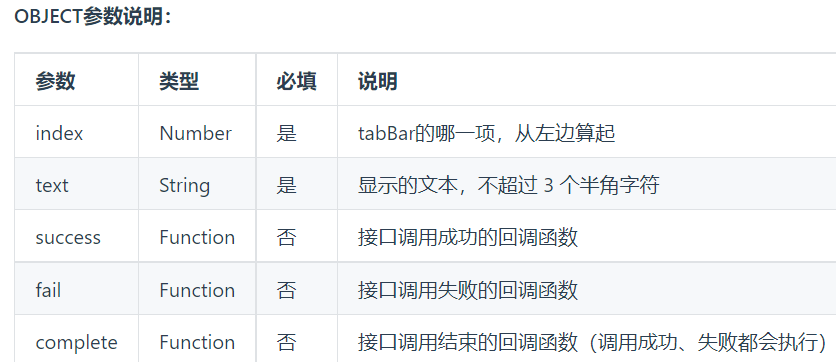 OBJECT参数说明：
参数 类型 必填 说明
index Number 是 tabBar的哪一项，从左边算起
text String 是 显示的文本，不超过 3 个半角字符
success Function 否 接口调用成功的回调函数
fail Function 否 接口调用失败的回调函数
complete Function 否 接口调用结束的回调函数（调用成功、失败都会执行）